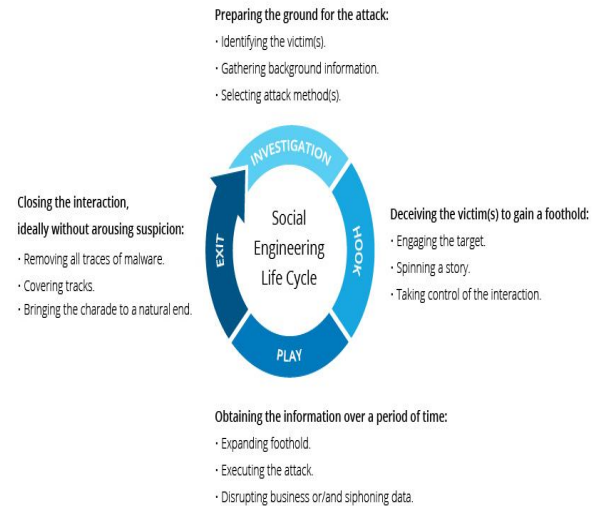 Preparing the ground for the attack:
· Identifying the victim(s).
· Gathering background information.
· Selecting attack method(s).
INVESTIGATION
Social
Engineering
Life Cycle
HOOK
Deceiving the victim(s) to gain a foothold:
· Engaging the target.
· Spinning a story.
· Taking control of the interaction.
PLAY
Obtaining the information over a period of time:
· Expanding foothold.
· Executing the attack.
· Disrupting business or/and siphoning data.
EXIT
Closing the interaction,
ideally without arousing suspicion:
· Removing all traces of malware.
· Covering tracks.
· Bringing the charade to a natural end.